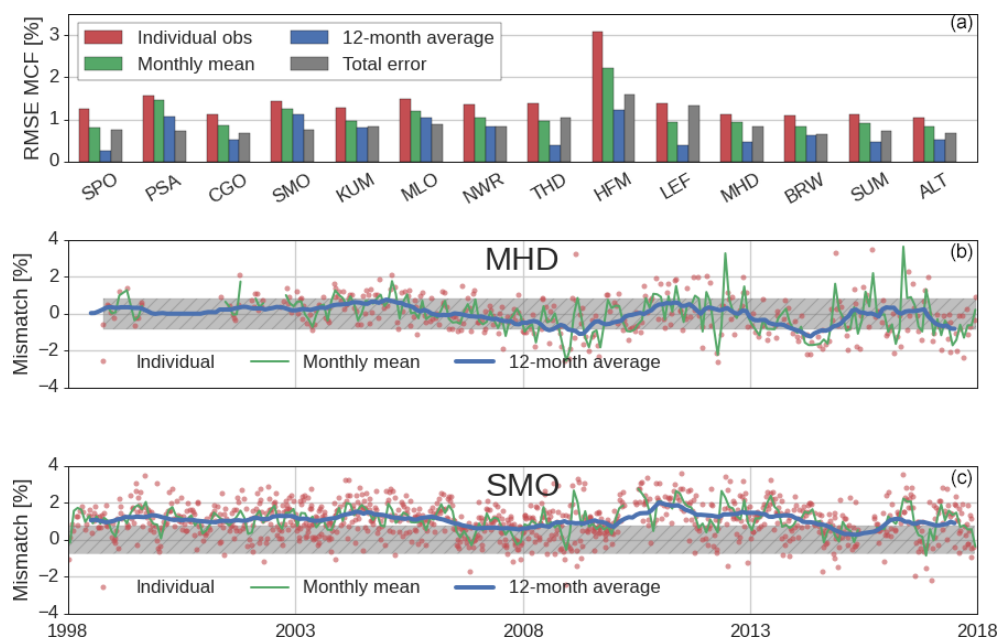 (a)
RMSE MCF [%]
3
2
1
0
Individual obs
12-month average
Monthly mean
Total error
SPO PSA CGO SMO KUM MLO NWR THD HFM LEF MHD BRW SUM ALT
MHD
(b)
Mismatch [%]
4
2
0
−2
−4
Individual Monthly mean 12-month average
SMO
(c)
Mismatch [%]
4
2
0
−2
−4
Individual Monthly mean 12-month average
1998 2003 2008 2013 2018